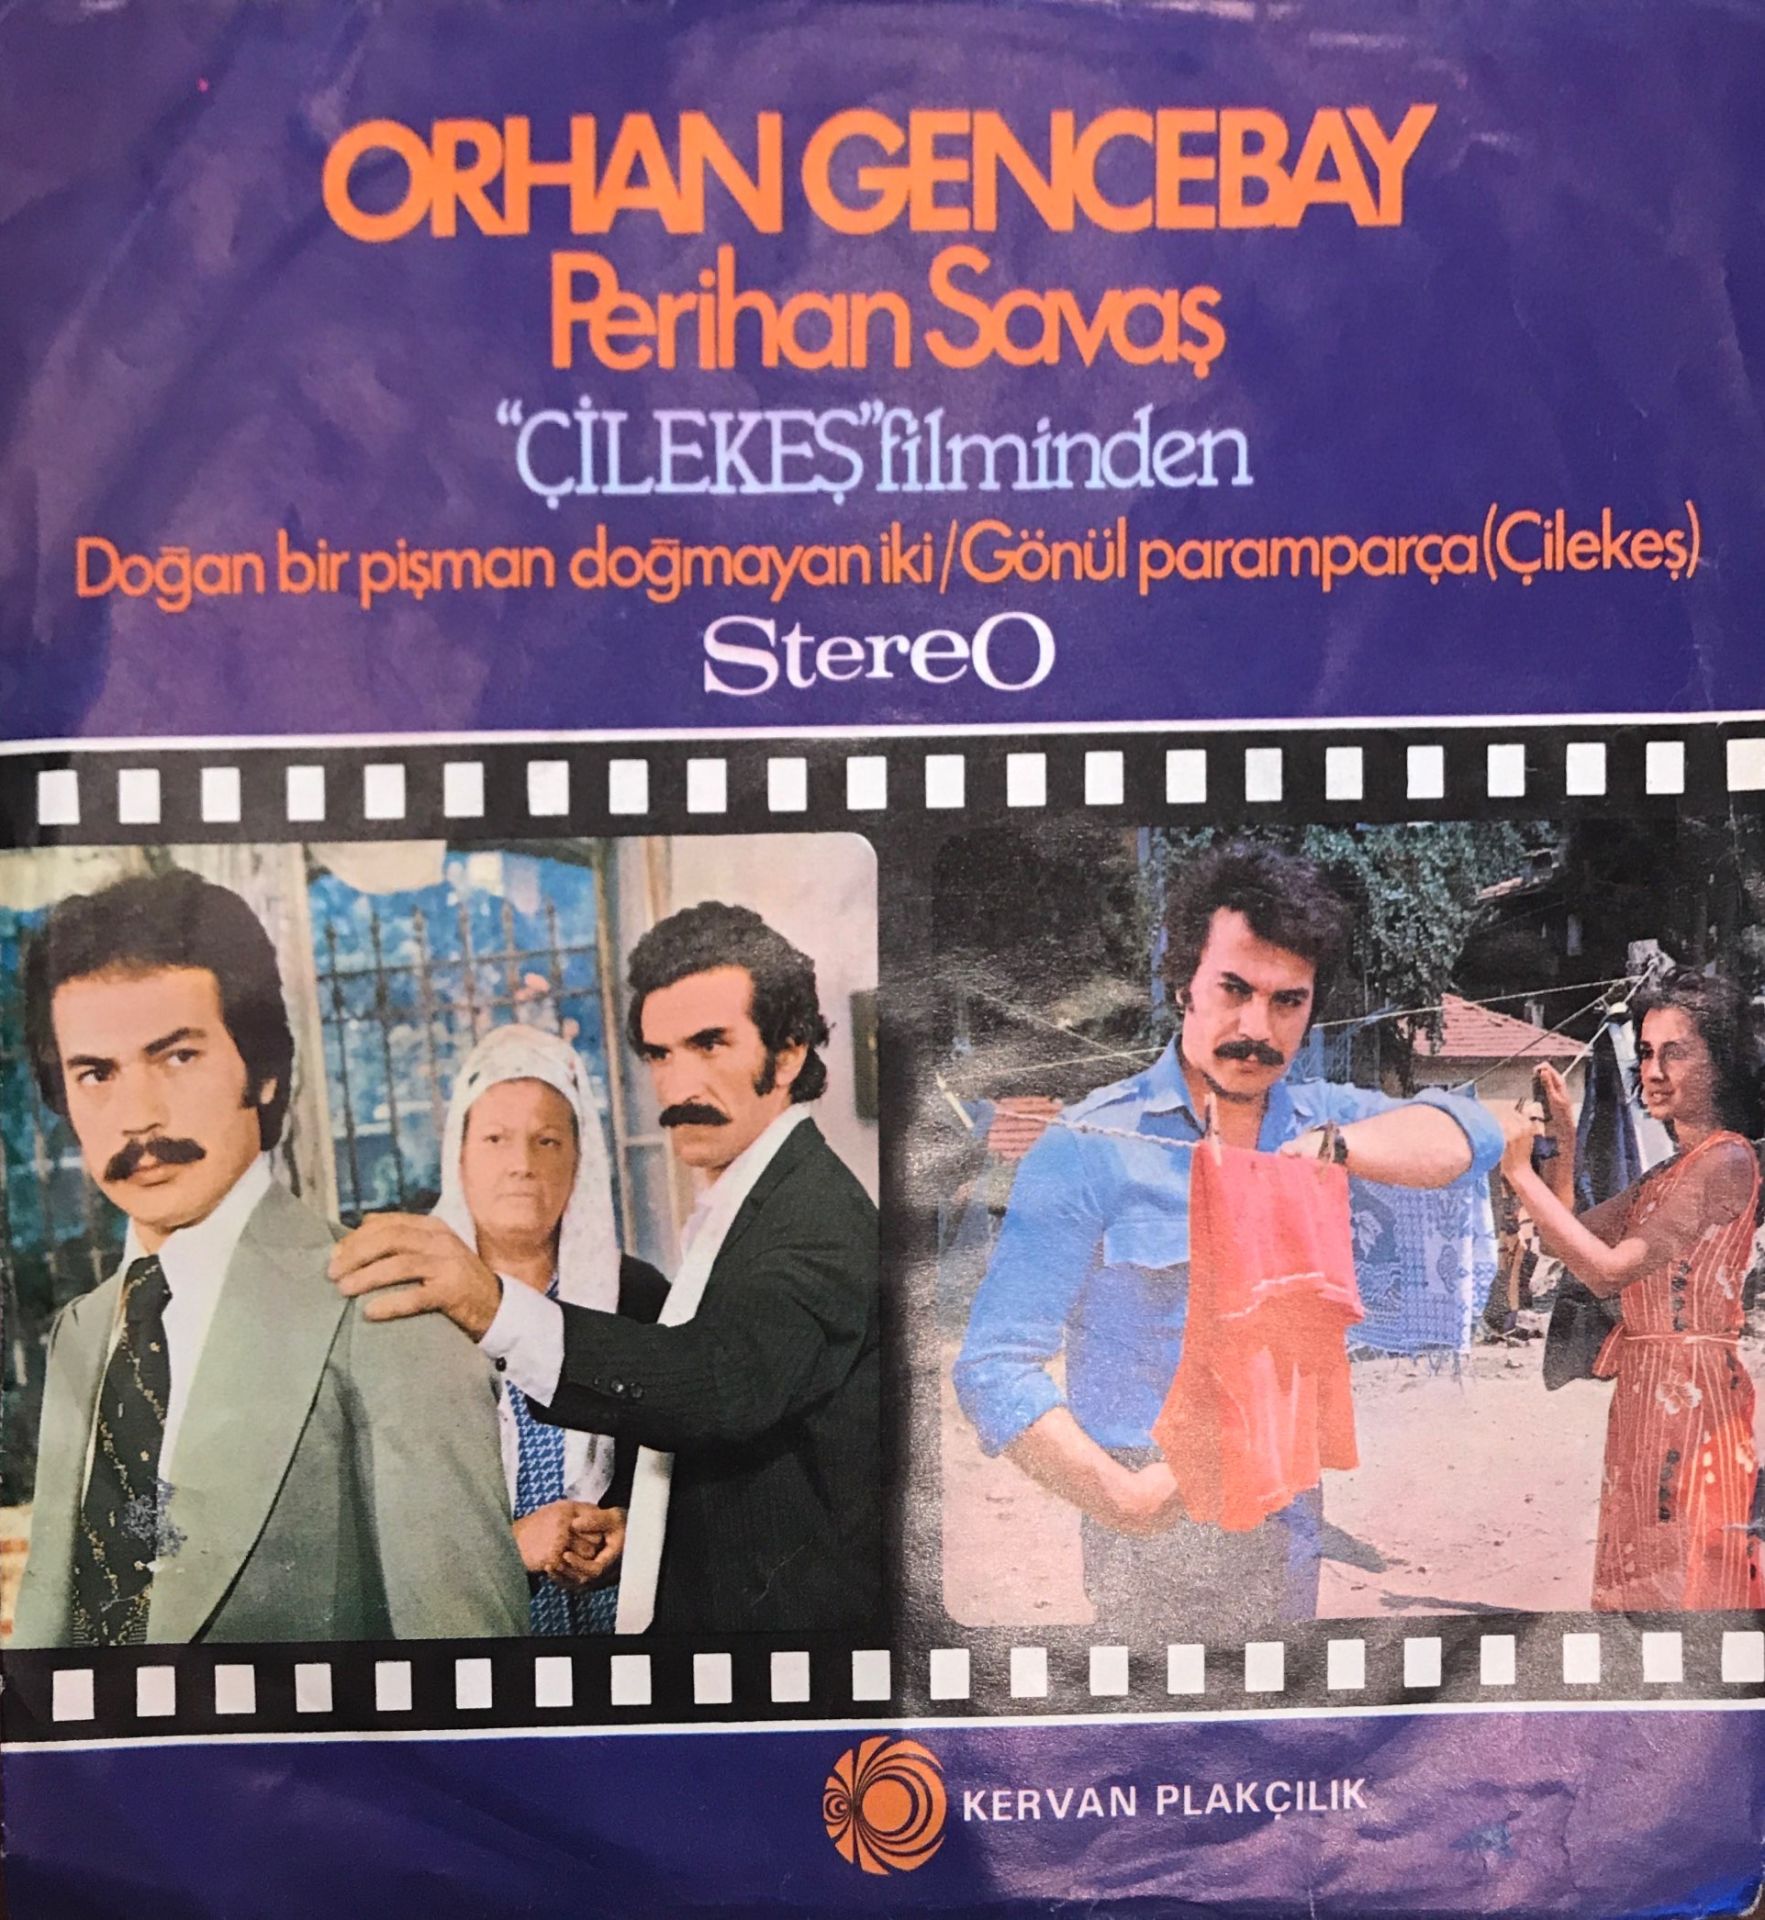 ORHAN GENCEBAY
Perihan Savaş
“ÇİLEKEŞ” filminden
Doğan bir pişman doğmayan iki/Gönül paramparça (Çilekeş)
Stereo
KERVAN PLAKÇILIK